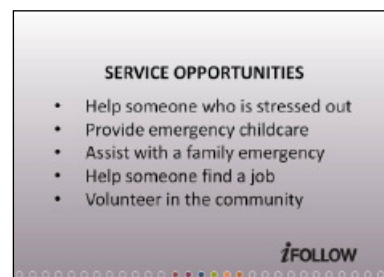 SERVICE OPPORTUNITIES
• Help someone who is stressed out
• Provide emergency childcare
• Assist with a family emergency
• Help someone find a job
• Volunteer in the community
iFOLLOW